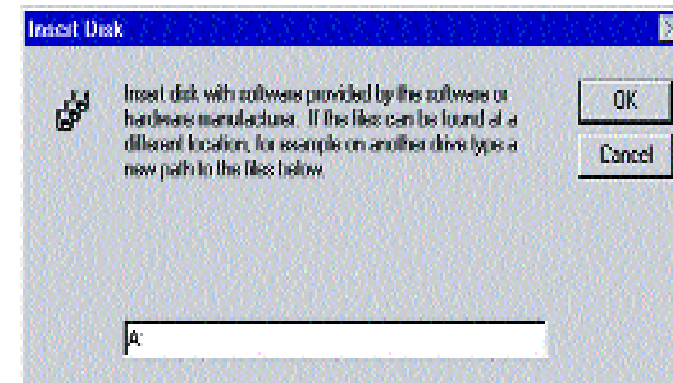 Insert Disk
Insert disk with software provided by the software or
OK
hardware manufacturer. If the files can be found at a
different location, for example on another drive type a
Cancel
new path to the files below.
A: